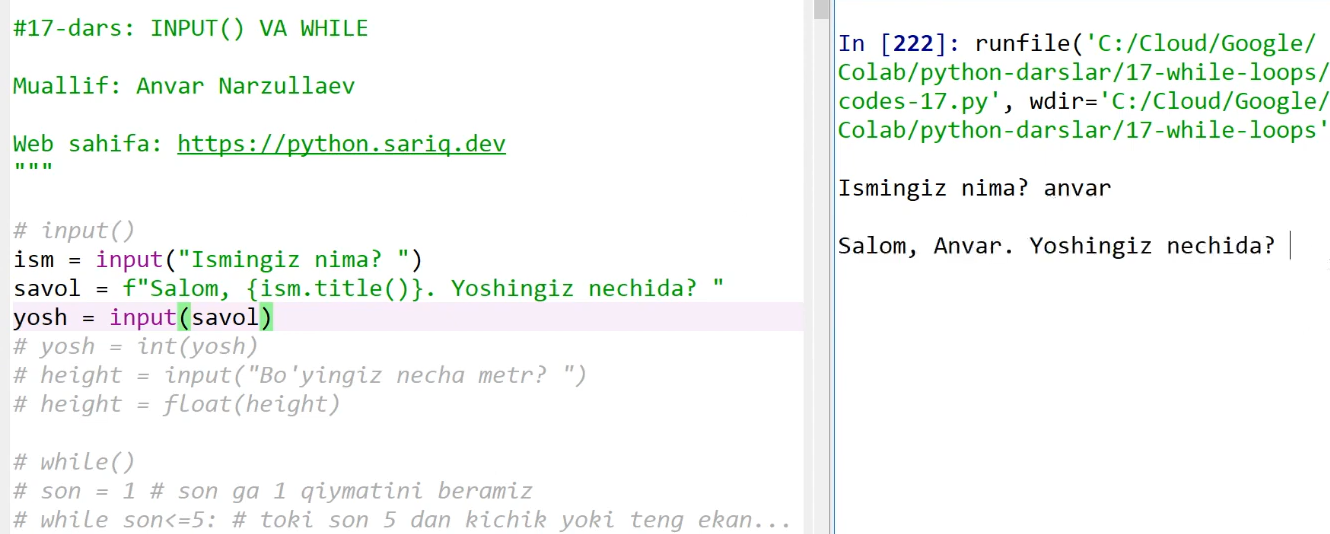 #17-dars: INPUT() VA WHILE
Muallif: Anvar Narzullaev
Web sahifa: https://python.sariq.dev
"""
# input()
ism = input("Ismingiz nima? ")
savol = f"Salom, {ism.title()}. Yoshingiz nechida? "
yosh = input(savol)
# yosh = int(yosh)
# height = input("Bo'yingiz necha metr? ")
# height = float(height)
# while()
# son = 1 # son ga 1 qiymatini beramiz
# while son<=5: # toki son 5 dan kichik yoki teng ekan...
In [222]: runfile('C:/Cloud/Google/
Colab/python-darslar/17-while-loops/
codes-17.py', wdir='C:/Cloud/Google/
Colab/python-darslar/17-while-loops'
Ismingiz nima? anvar
Salom, Anvar. Yoshingiz nechida?